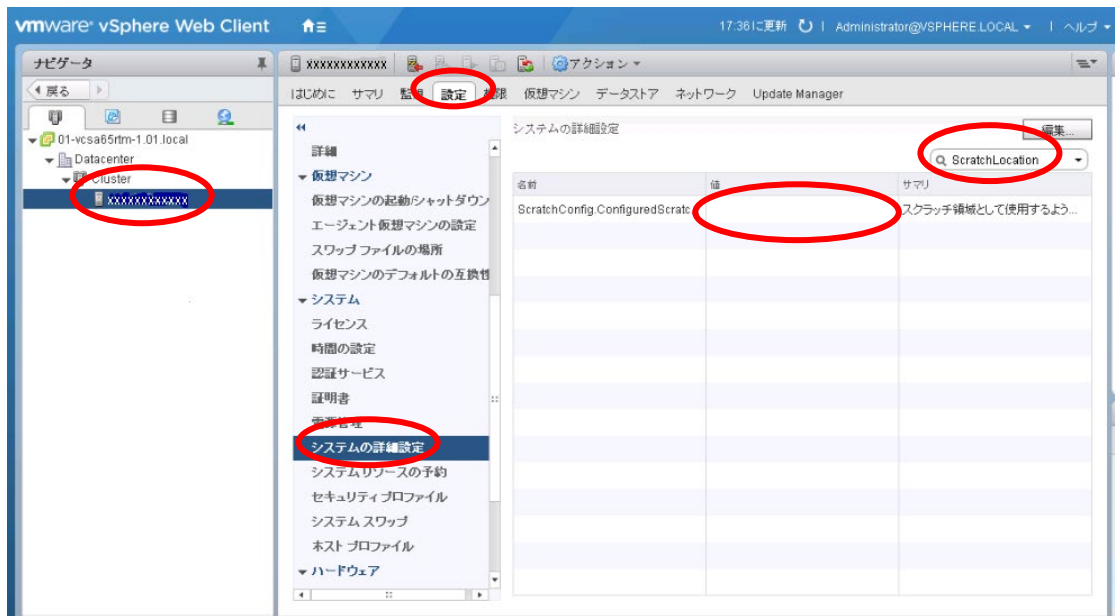 vmware® vSphere Web Client
17:36に更新 | Administrator@VSPHERE.LOCAL | ヘルプ
ナビゲータ
戻る
01-vcsa65rtm-1.01.local
Datacenter
Cluster
xxxxxxxxxxxx
xxxxxxxxxxxx アクション
はじめに サマリ 監視 設定 権限 仮想マシン データストア ネットワーク Update Manager
詳細
仮想マシン
仮想マシンの起動/シャットダウン
エージェント仮想マシンの設定
スワップ ファイルの場所
仮想マシンのデフォルトの互換性
システム
ライセンス
時間の設定
認証サービス
証明書
電源管理
システムの詳細設定
システムリソースの予約
セキュリティ プロファイル
システム スワップ
ホスト プロファイル
ハードウェア
システムの詳細設定
編集...
ScratchLocation
名前 値 サマリ
ScratchConfig.ConfiguredScratc スクラッチ領域として使用するよう...